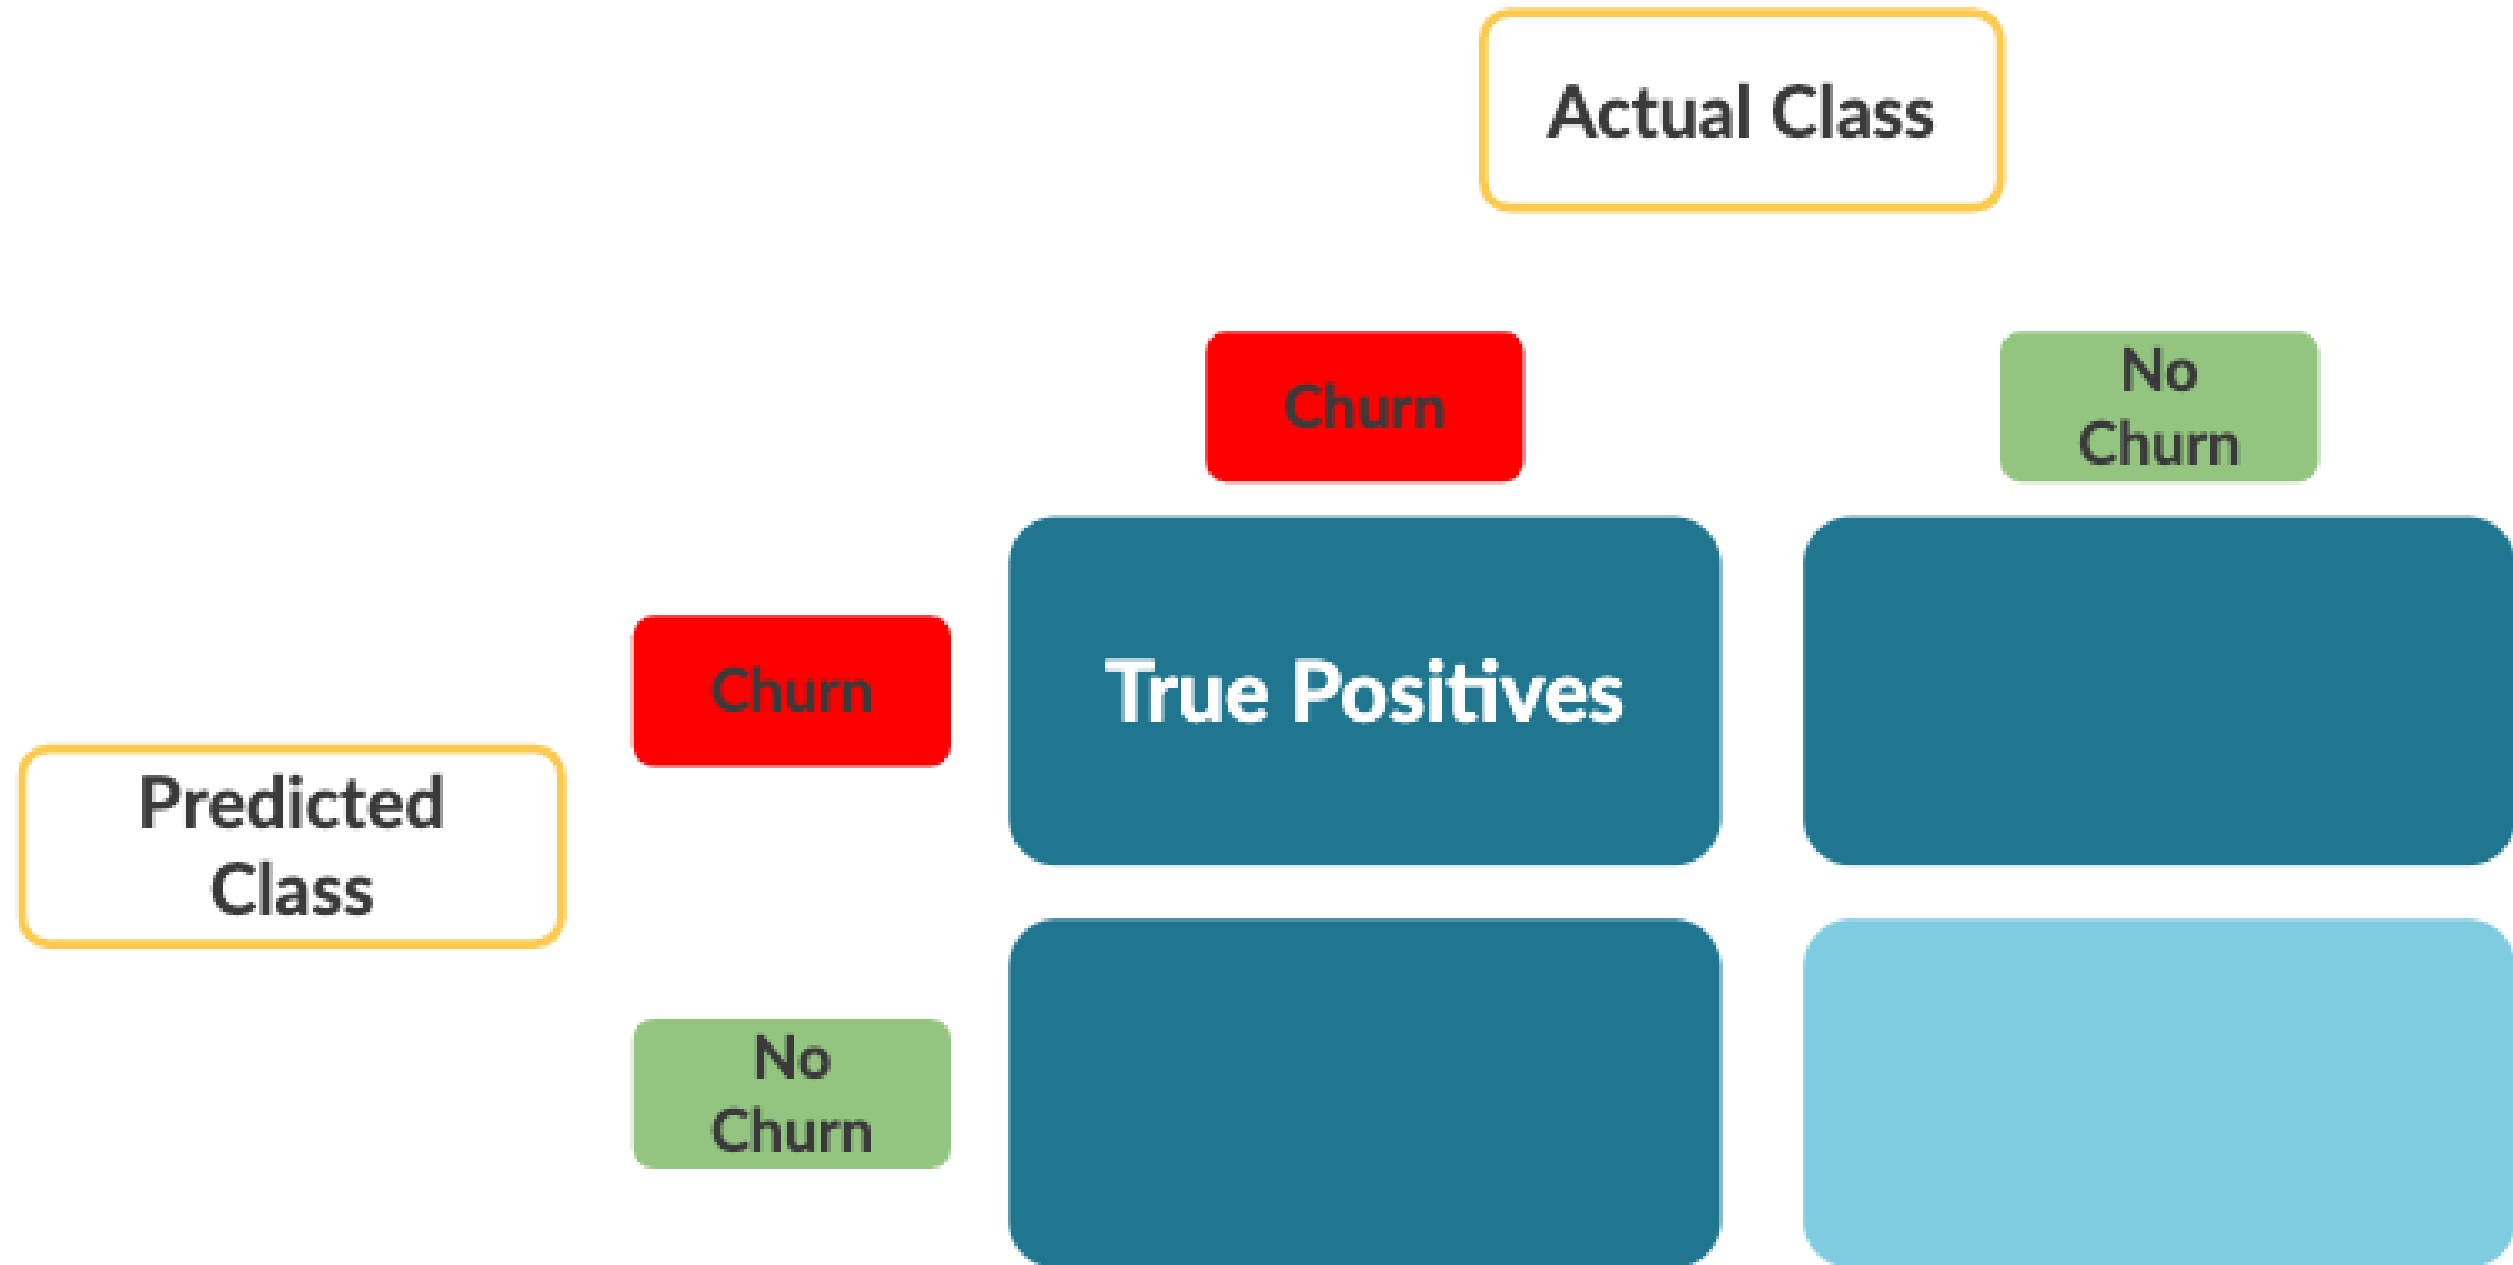 Actual Class
Churn
No
Churn
Churn
True Positives
Predicted
Class
No
Churn